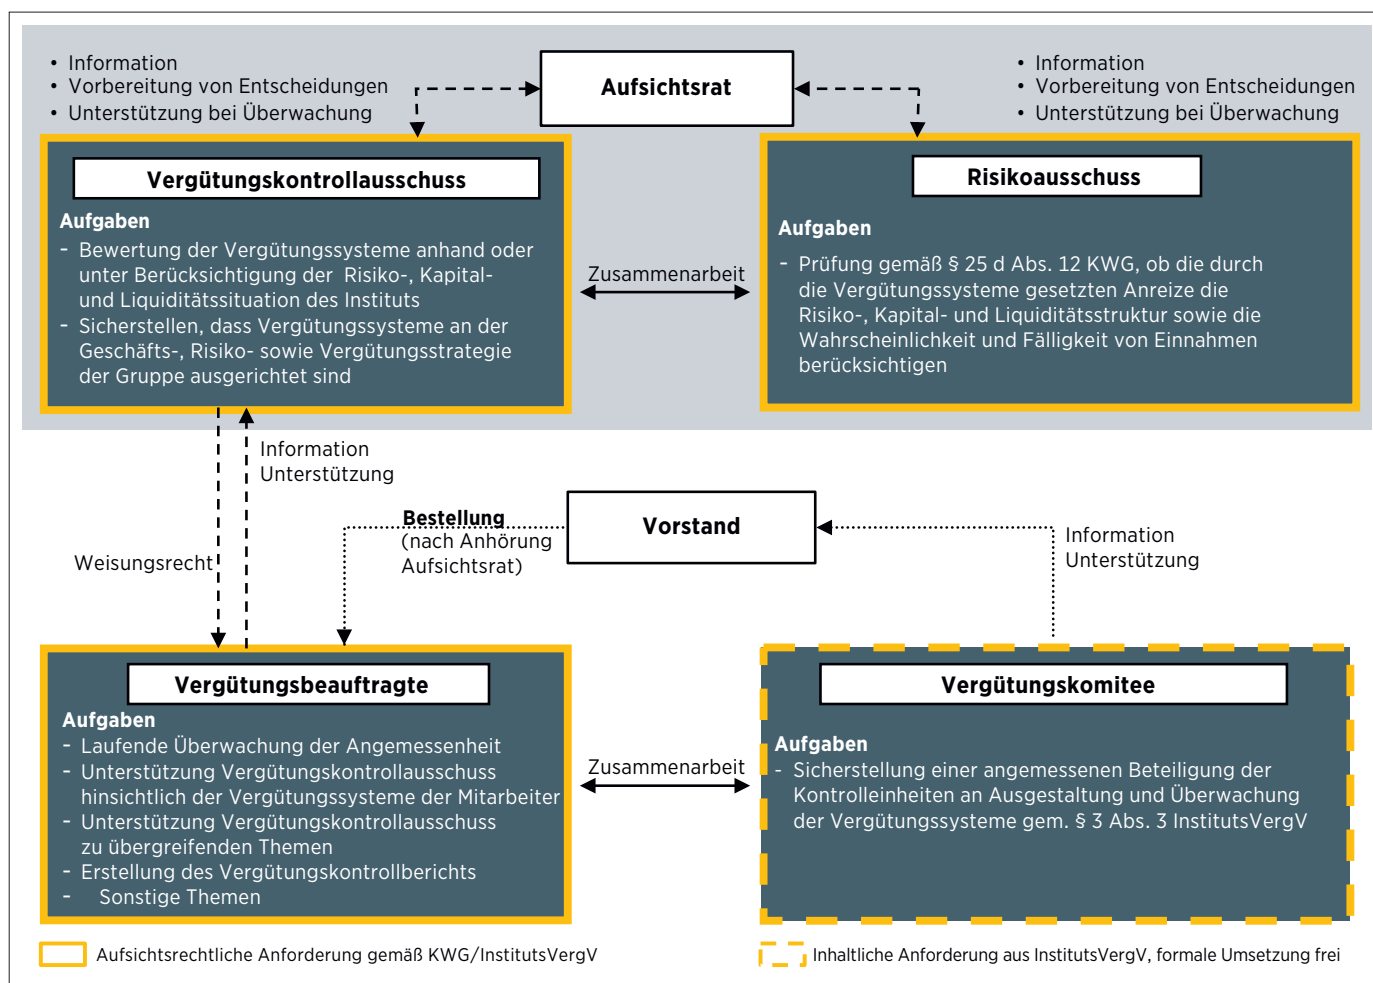 • Information
• Vorbereitung von Entscheidungen
• Unterstützung bei Überwachung
Aufsichtsrat
• Information
• Vorbereitung von Entscheidungen
• Unterstützung bei Überwachung
Vergütungskontrollausschuss
Aufgaben
- Bewertung der Vergütungssysteme anhand oder
unter Berücksichtigung der Risiko-, Kapital-
und Liquiditätssituation des Instituts
- Sicherstellen, dass Vergütungssysteme an der
Geschäfts-, Risiko- sowie Vergütungsstrategie
der Gruppe ausgerichtet sind
Zusammenarbeit
Risikoausschuss
Aufgaben
- Prüfung gemäß § 25 d Abs. 12 KWG, ob die durch
die Vergütungssysteme gesetzten Anreize die
Risiko-, Kapital- und Liquiditätsstruktur sowie die
Wahrscheinlichkeit und Fälligkeit von Einnahmen
berücksichtigen
Information
Unterstützung
Weisungsrecht
Bestellung
(nach Anhörung
Aufsichtsrat)
Vorstand
Information
Unterstützung
Vergütungsbeauftragte
Aufgaben
- Laufende Überwachung der Angemessenheit
- Unterstützung Vergütungskontrollausschuss
hinsichtlich der Vergütungssysteme der Mitarbeiter
- Unterstützung Vergütungskontrollausschuss
zu übergreifenden Themen
- Erstellung des Vergütungskontrollberichts
- Sonstige Themen
Zusammenarbeit
Vergütungskomitee
Aufgaben
- Sicherstellung einer angemessenen Beteiligung der
Kontrolleinheiten an Ausgestaltung und Überwachung
der Vergütungssysteme gem. § 3 Abs. 3 InstitutsVergV
Aufsichtsrechtliche Anforderung gemäß KWG/InstitutsVergV
Inhaltliche Anforderung aus InstitutsVergV, formale Umsetzung frei